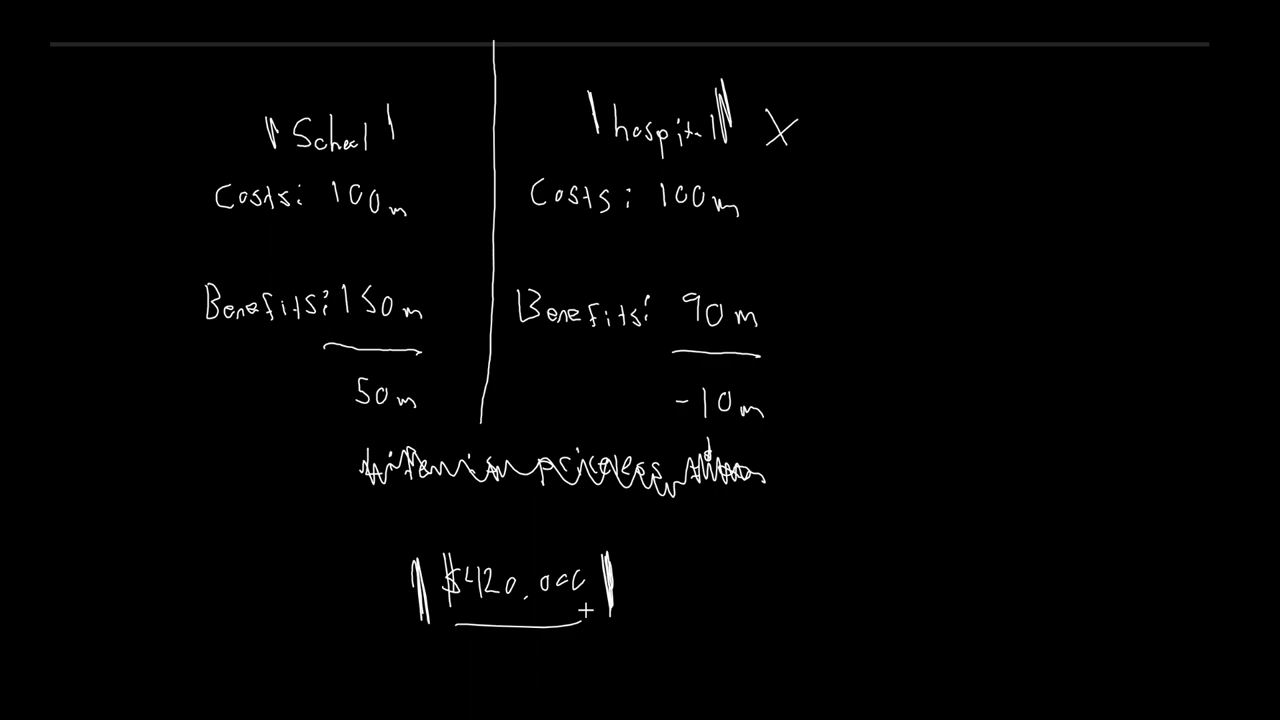 School
Costs: 100m
Benefits: 150m
50m
hospital X
Costs: 100m
Benefits: 90m
-10m
$420,000